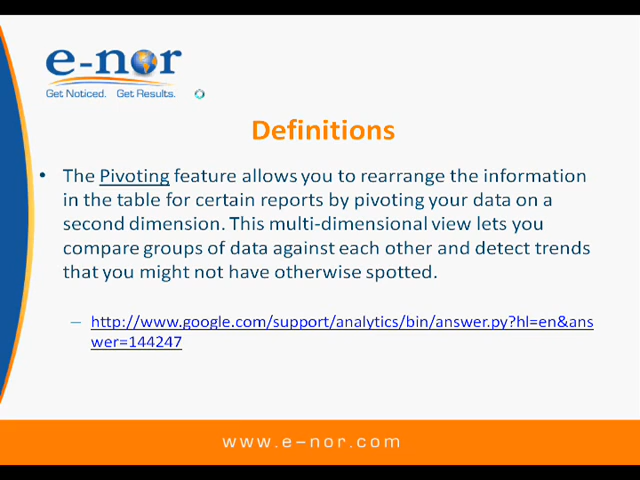 e-nor
Get Noticed. Get Results.
Definitions
• The Pivoting feature allows you to rearrange the information
in the table for certain reports by pivoting your data on a
second dimension. This multi-dimensional view lets you
compare groups of data against each other and detect trends
that you might not have otherwise spotted.
– http://www.google.com/support/analytics/bin/answer.py?hl=en&ans
wer=144247
www.e-nor.com